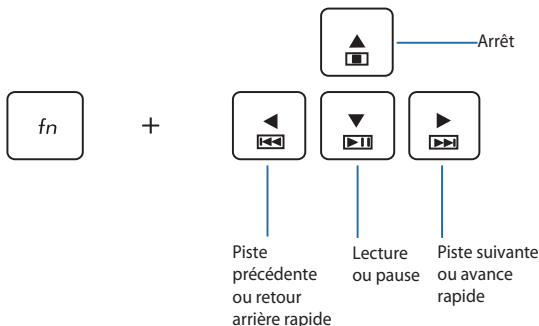 Arrêt
fn
+
Piste
précédente
ou retour
arrière rapide
Lecture
ou pause
Piste suivante
ou avance
rapide